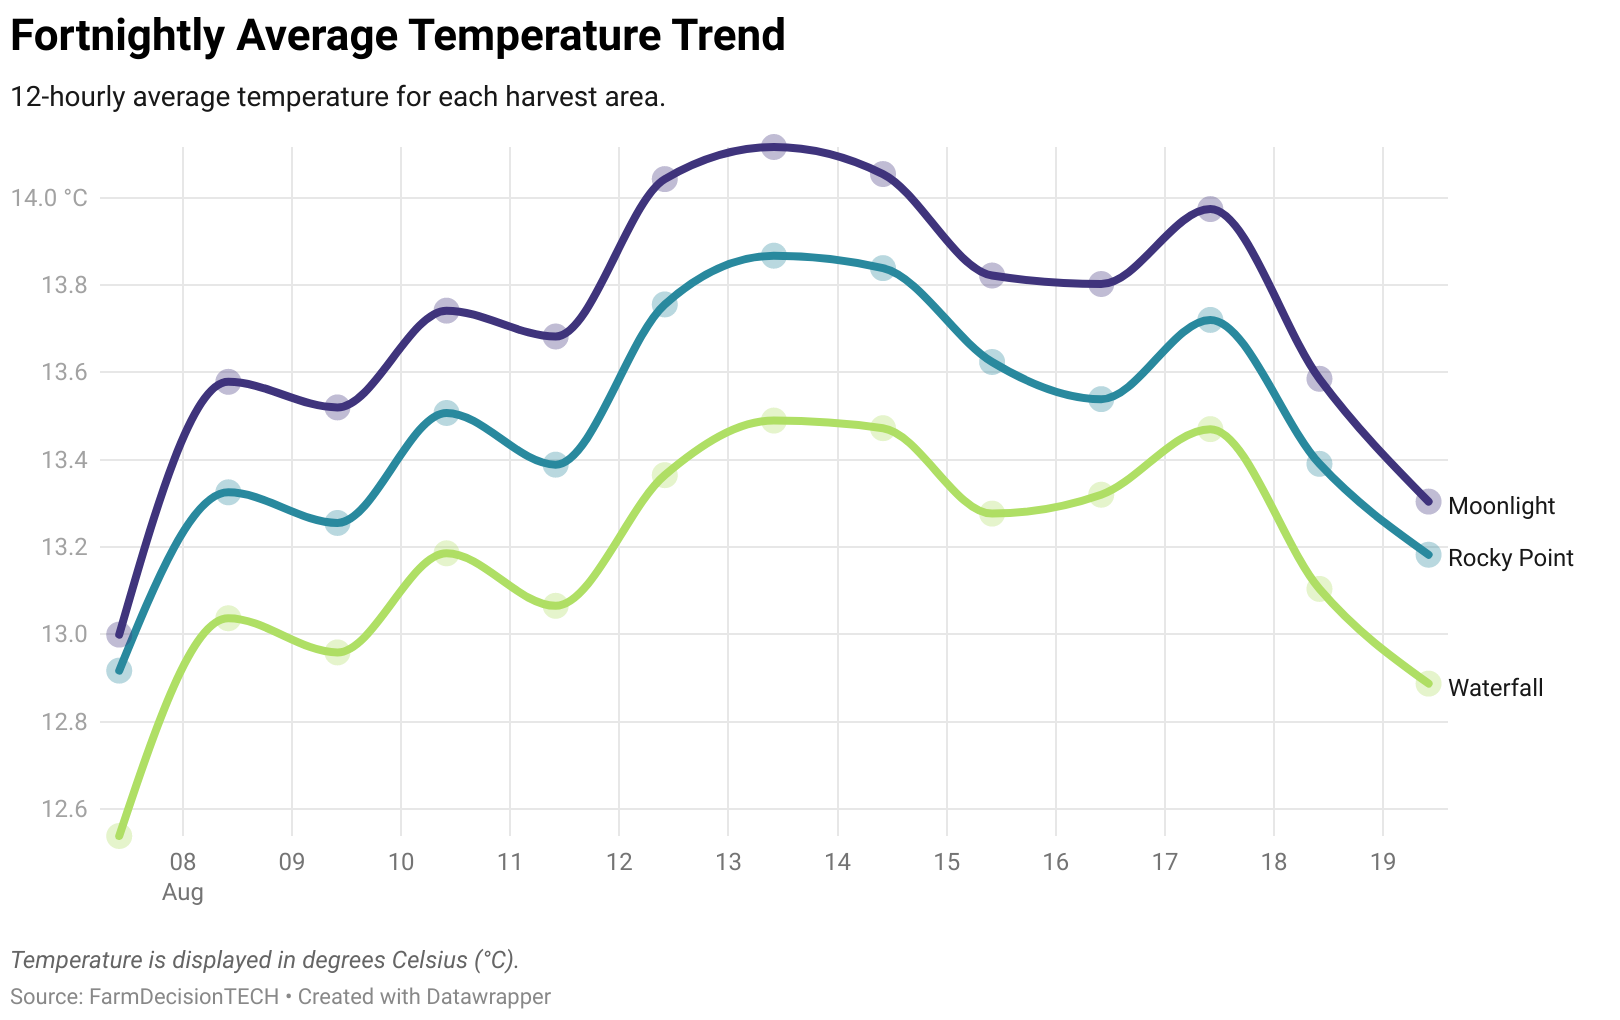 Fortnightly Average Temperature Trend
12-hourly average temperature for each harvest area.
14.0 °C
13.8
13.6
13.4
13.2
13.0
12.8
12.6
Moonlight
Rocky Point
Waterfall
08 09 10 11 12 13 14 15 16 17 18 19
Aug
Temperature is displayed in degrees Celsius (°C).
Source: FarmDecisionTECH • Created with Datawrapper